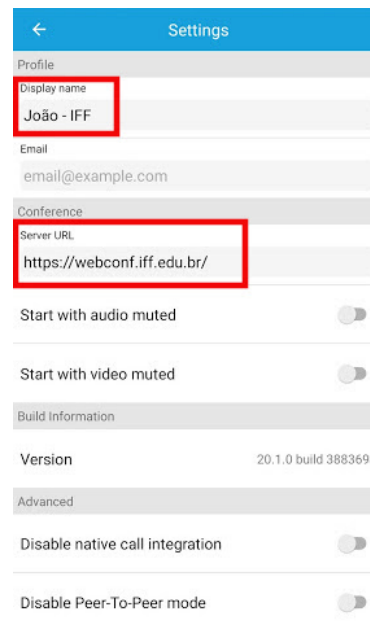 Settings
Profile
Display name
João - IFF
Email
email@example.com
Conference
Server URL
https://webconf.iff.edu.br/
Start with audio muted
Start with video muted
Build Information
Version 20.1.0 build 388369
Advanced
Disable native call integration
Disable Peer-To-Peer mode